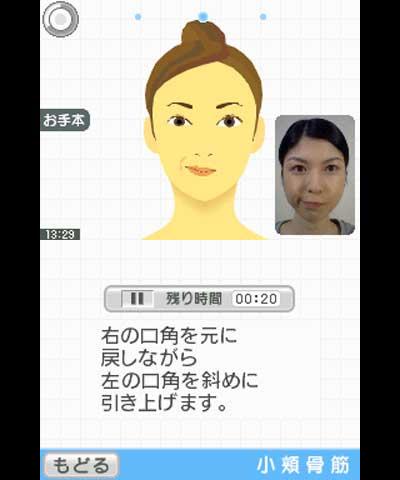 お手本
13:29
残り時間 00:20
右の口角を元に
戻しながら
左の口角を斜めに
引き上げます。
もどる
小頬骨筋